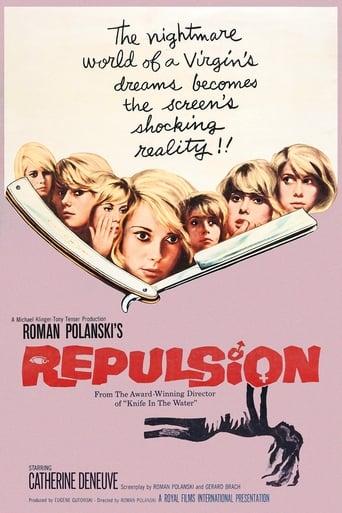 The nightmare
world of a Virgin's
dreams becomes
the screen's
shocking
reality!!
A Michael Klinger-Tony Tenser Production
ROMAN POLANSKI'S
REPULSION
From The Award-Winning Director
of "Knife In The Water"
STARRING
CATHERINE DENEUVE
Screenplay by ROMAN POLANSKI and GERARD BRACH
Produced by EUGENE GUTOWSKI · Directed by ROMAN POLANSKI · A ROYAL FILMS INTERNATIONAL PRESENTATION